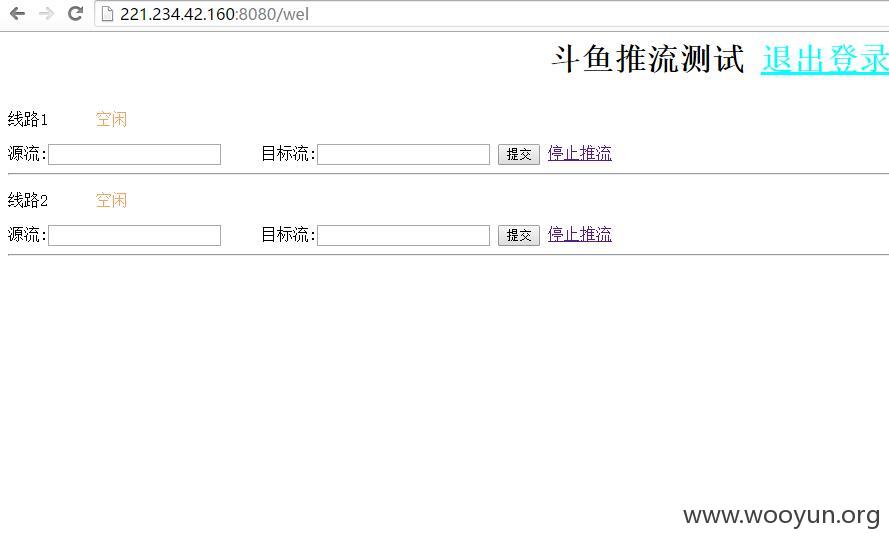 221.234.42.160:8080/wel
斗鱼推流测试 退出登录
线路1 空闲
源流: 目标流: 提交 停止推流
线路2 空闲
源流: 目标流: 提交 停止推流
www.wooyun.org